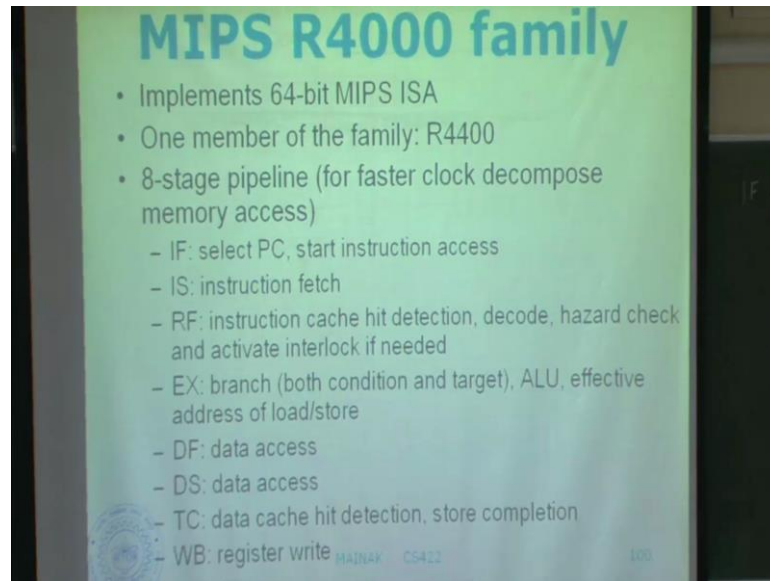 MIPS R4000 family
• Implements 64-bit MIPS ISA
• One member of the family: R4400
• 8-stage pipeline (for faster clock decompose
memory access)
– IF: select PC, start instruction access
– IS: instruction fetch
– RF: instruction cache hit detection, decode, hazard check
and activate interlock if needed
– EX: branch (both condition and target), ALU, effective
address of load/store
– DF: data access
– DS: data access
– TC: data cache hit detection, store completion
– WB: register write
MAINAK CS422 100
IF